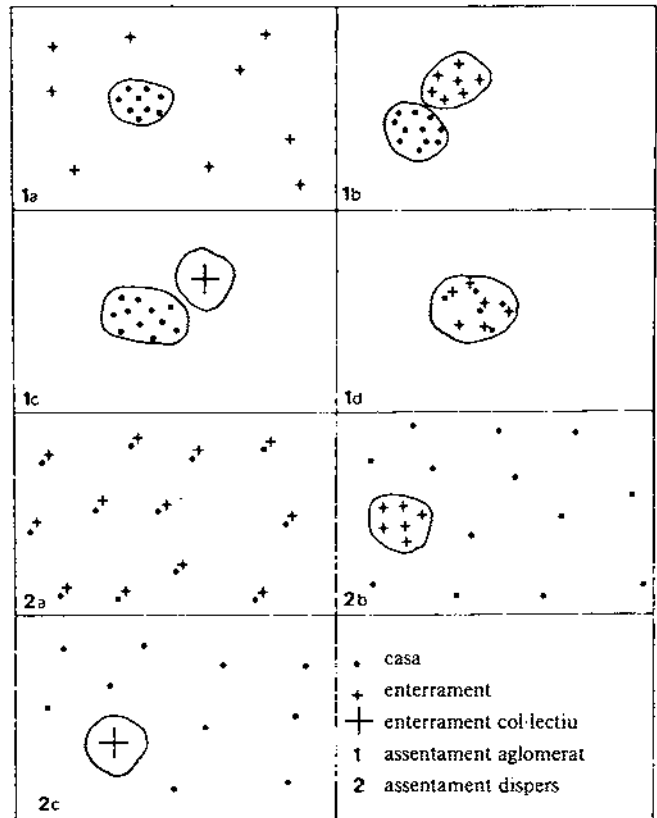 1a
1b
1c
1d
2a
2b
2c
casa
enterrament
enterrament col·lectiu
1 assentament aglomerat
2 assentament dispers